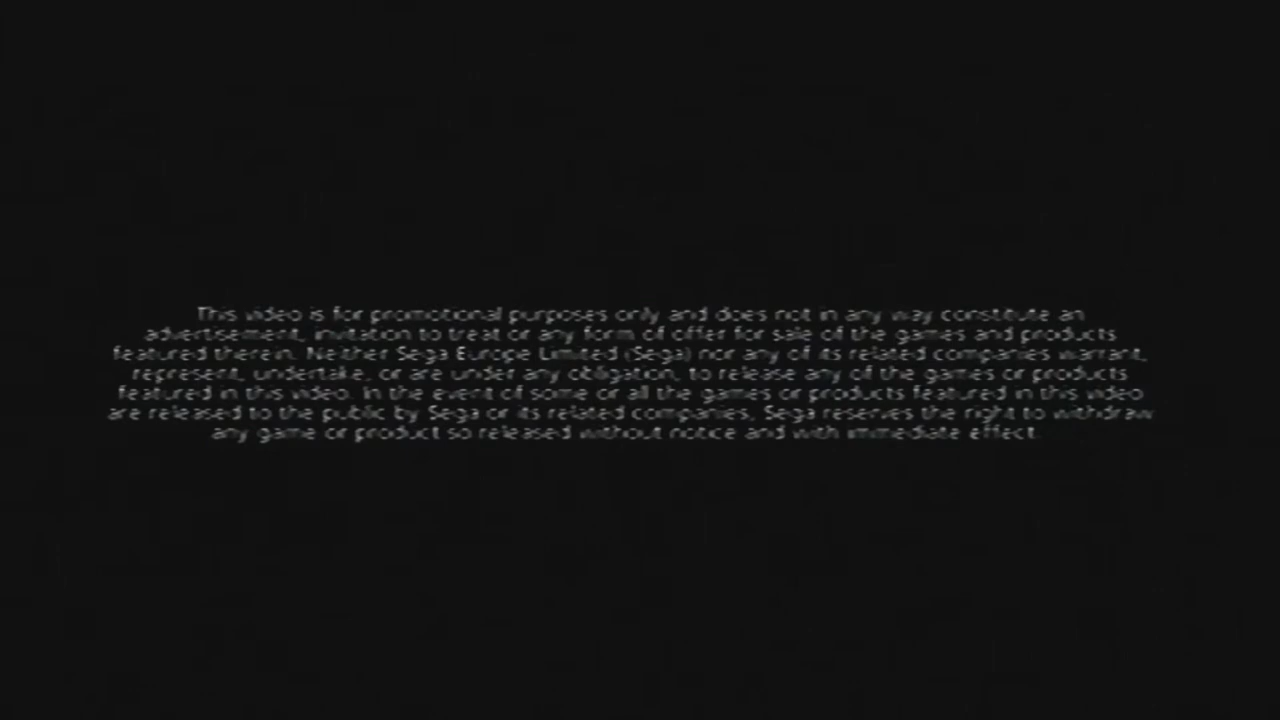 This video is for promotional purposes only and does not in any way constitute an
advertisement, invitation to treat or any form of offer for sale of the games and products
featured therein. Neither Sega Europe Limited (Sega) nor any of its related companies warrant,
represent, undertake, or are under any obligation, to release any of the games or products
featured in this video. In the event of some or all the games or products featured in this video
are released to the public by Sega or its related companies, Sega reserves the right to withdraw
any game or product so released without notice and with immediate effect.